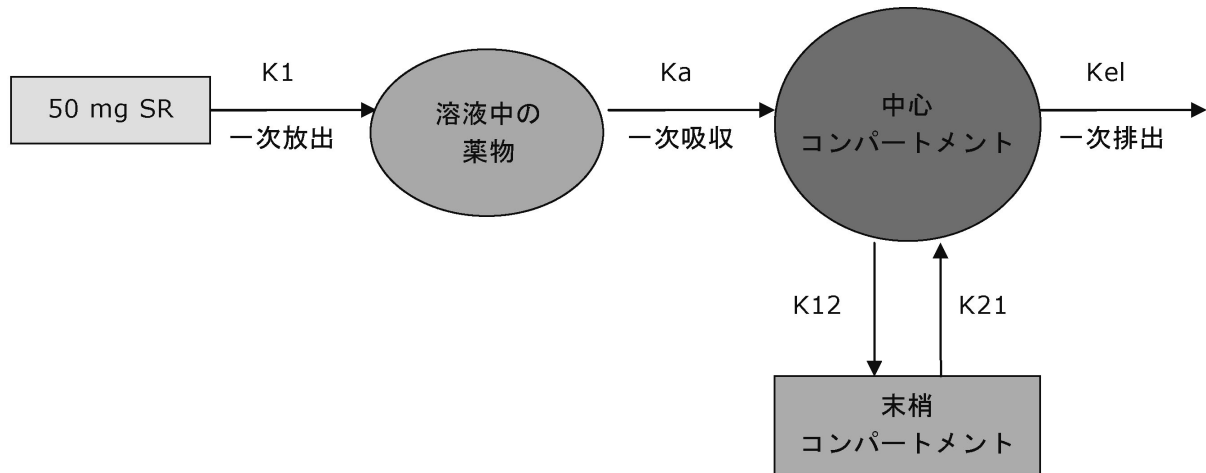 50 mg SR
K1
一次放出
溶液中の
薬物
Ka
一次吸収
中心
コンパートメント
Kel
一次排出
K12
K21
末梢
コンパートメント